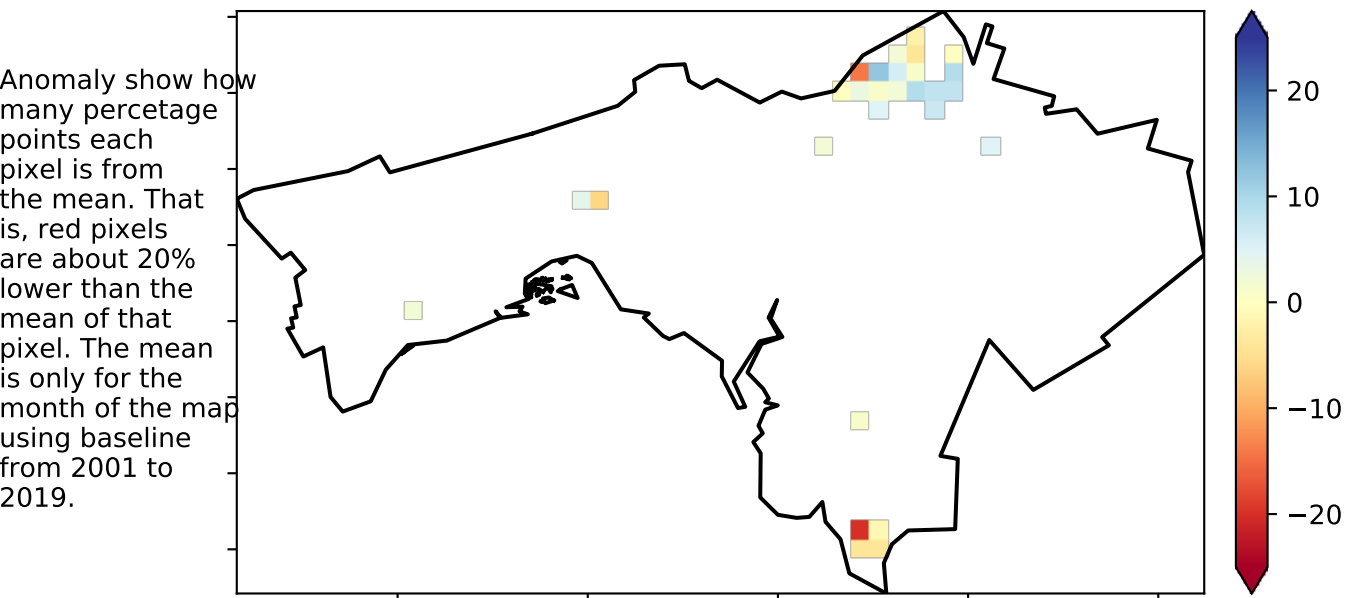 Anomaly show how
many percetage
points each
pixel is from
the mean. That
is, red pixels
are about 20%
lower than the
mean of that
pixel. The mean
is only for the
month of the map
using baseline
from 2001 to
2019.
20
10
0
−10
−20